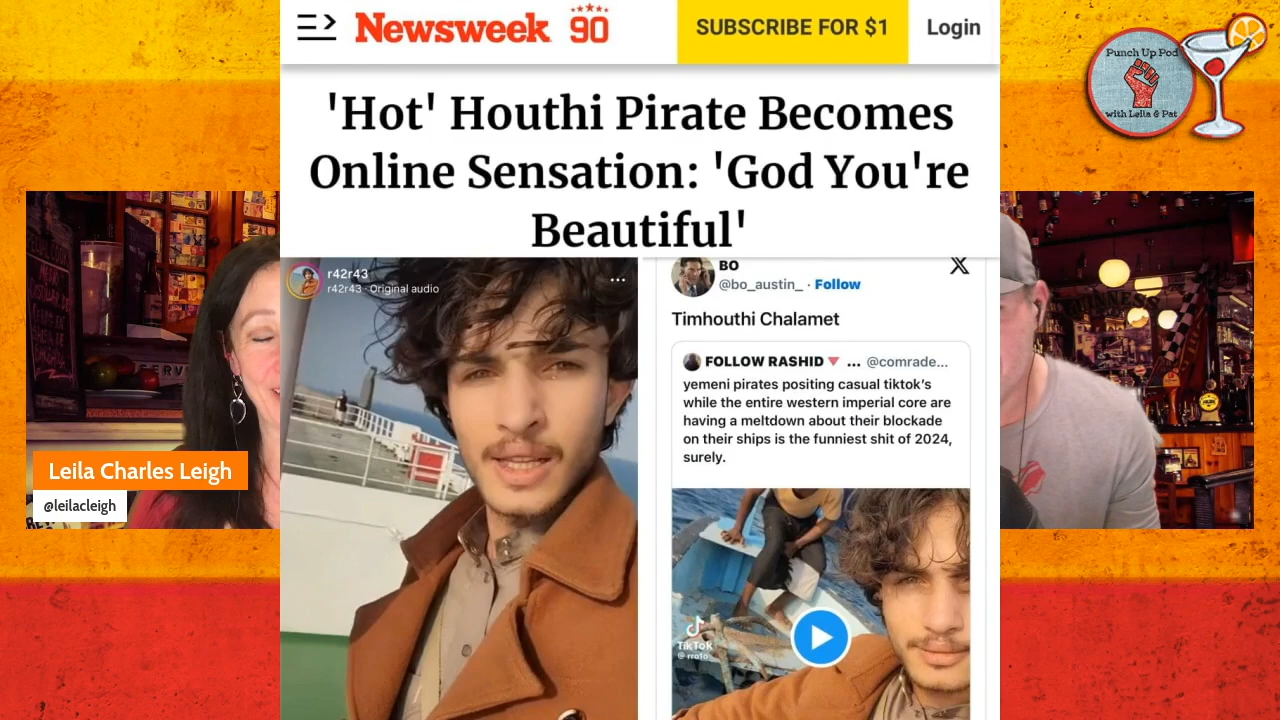 Newsweek 90
SUBSCRIBE FOR $1
Login
'Hot' Houthi Pirate Becomes
Online Sensation: 'God You're
Beautiful'
Punch Up Pod
with Leila & Pat
r42r43
r42r43 · Original audio
BO
@bo_austin_ · Follow
Timhouthi Chalamet
FOLLOW RASHID ... @comrade...
yemeni pirates positing casual tiktok's
while the entire western imperial core are
having a meltdown about their blockade
on their ships is the funniest shit of 2024,
surely.
TikTok
@ rra1o
Leila Charles Leigh
@leilacleigh
GUINNESS